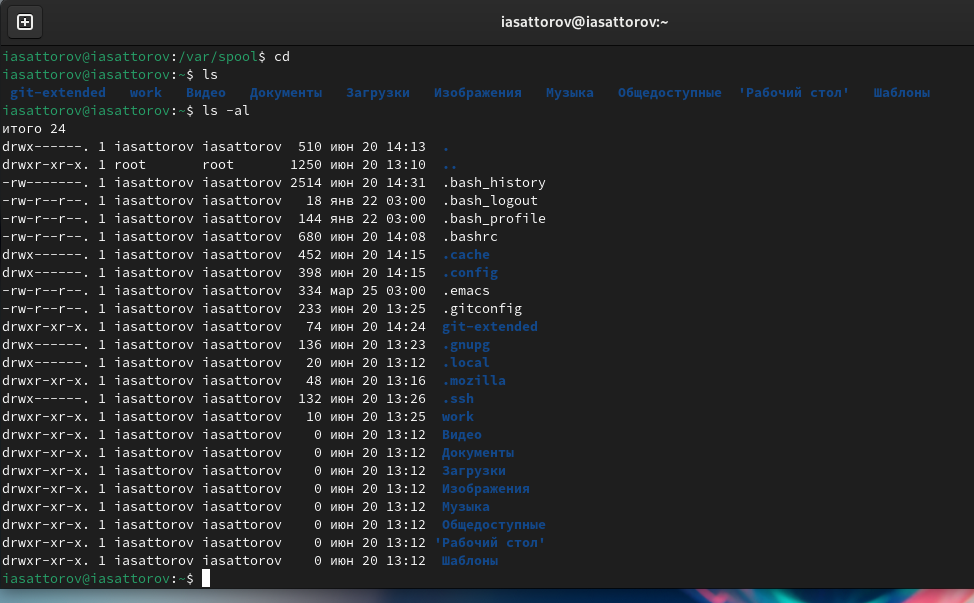 iasattorov@iasattorov:~
iasattorov@iasattorov:/var/spool$ cd
iasattorov@iasattorov:~$ ls
git-extended work Видео Документы Загрузки Изображения Музыка Общедоступные 'Рабочий стол' Шаблоны
iasattorov@iasattorov:~$ ls -al
итого 24
drwx------. 1 iasattorov iasattorov 510 июн 20 14:13 .
drwxr-xr-x. 1 root root 1250 июн 20 13:10 ..
-rw-------. 1 iasattorov iasattorov 2514 июн 20 14:31 .bash_history
-rw-r--r--. 1 iasattorov iasattorov 18 янв 22 03:00 .bash_logout
-rw-r--r--. 1 iasattorov iasattorov 144 янв 22 03:00 .bash_profile
-rw-r--r--. 1 iasattorov iasattorov 680 июн 20 14:08 .bashrc
drwx------. 1 iasattorov iasattorov 452 июн 20 14:15 .cache
drwx------. 1 iasattorov iasattorov 398 июн 20 14:15 .config
-rw-r--r--. 1 iasattorov iasattorov 334 мар 25 03:00 .emacs
-rw-r--r--. 1 iasattorov iasattorov 233 июн 20 13:25 .gitconfig
drwxr-xr-x. 1 iasattorov iasattorov 74 июн 20 14:24 git-extended
drwx------. 1 iasattorov iasattorov 136 июн 20 13:23 .gnupg
drwx------. 1 iasattorov iasattorov 20 июн 20 13:12 .local
drwxr-xr-x. 1 iasattorov iasattorov 48 июн 20 13:16 .mozilla
drwx------. 1 iasattorov iasattorov 132 июн 20 13:26 .ssh
drwxr-xr-x. 1 iasattorov iasattorov 10 июн 20 13:25 work
drwxr-xr-x. 1 iasattorov iasattorov 0 июн 20 13:12 Видео
drwxr-xr-x. 1 iasattorov iasattorov 0 июн 20 13:12 Документы
drwxr-xr-x. 1 iasattorov iasattorov 0 июн 20 13:12 Загрузки
drwxr-xr-x. 1 iasattorov iasattorov 0 июн 20 13:12 Изображения
drwxr-xr-x. 1 iasattorov iasattorov 0 июн 20 13:12 Музыка
drwxr-xr-x. 1 iasattorov iasattorov 0 июн 20 13:12 Общедоступные
drwxr-xr-x. 1 iasattorov iasattorov 0 июн 20 13:12 'Рабочий стол'
drwxr-xr-x. 1 iasattorov iasattorov 0 июн 20 13:12 Шаблоны
iasattorov@iasattorov:~$